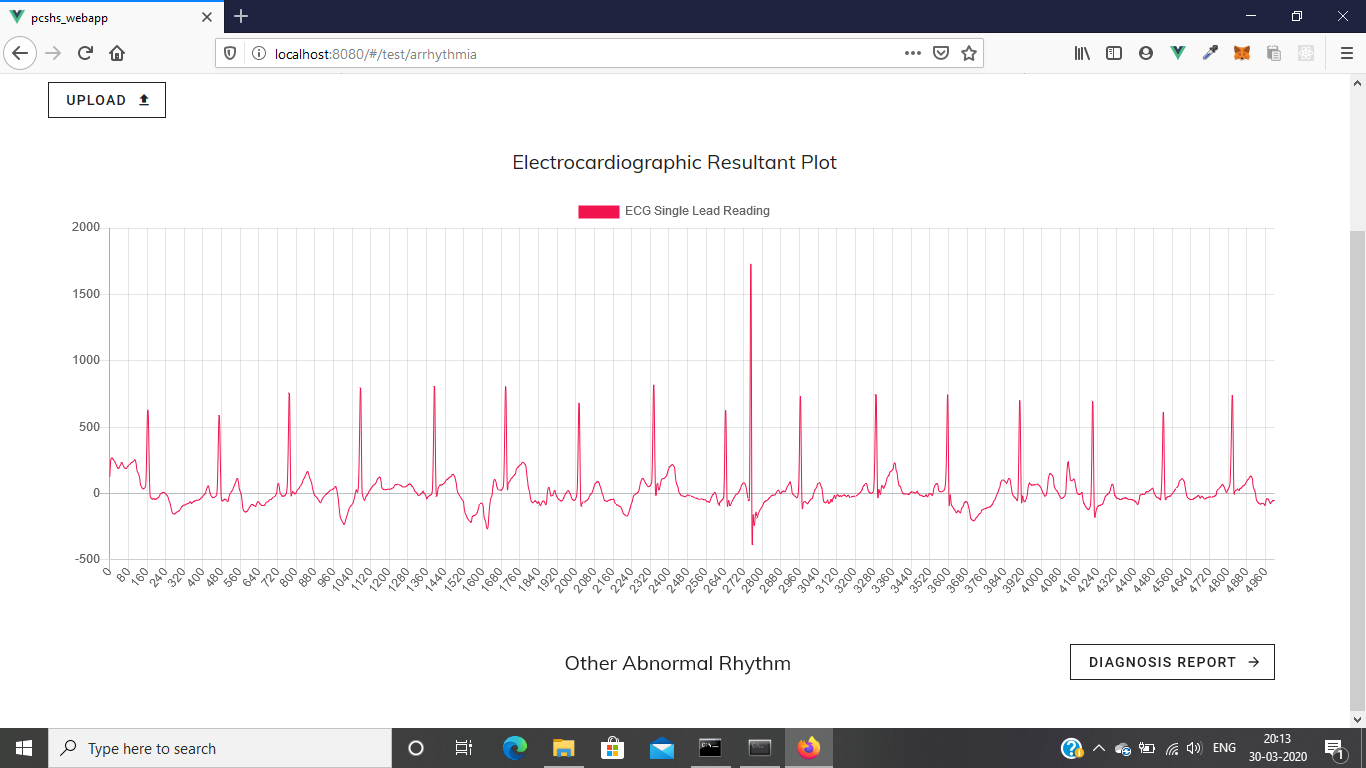 pcshs_webapp
localhost:8080/#/test/arrhythmia
UPLOAD
Electrocardiographic Resultant Plot
ECG Single Lead Reading
2000
1500
1000
500
0
-500
0 80 160 240 320 400 480 560 640 720 800 880 960 1040 1120 1200 1280 1360 1440 1520 1600 1680 1760 1840 1920 2000 2080 2160 2240 2320 2400 2480 2560 2640 2720 2800 2880 2960 3040 3120 3200 3280 3360 3440 3520 3600 3680 3760 3840 3920 4000 4080 4160 4240 4320 4400 4480 4560 4640 4720 4800 4880 4960
Other Abnormal Rhythm
DIAGNOSIS REPORT
Type here to search
ENG
20:13
30-03-2020
1